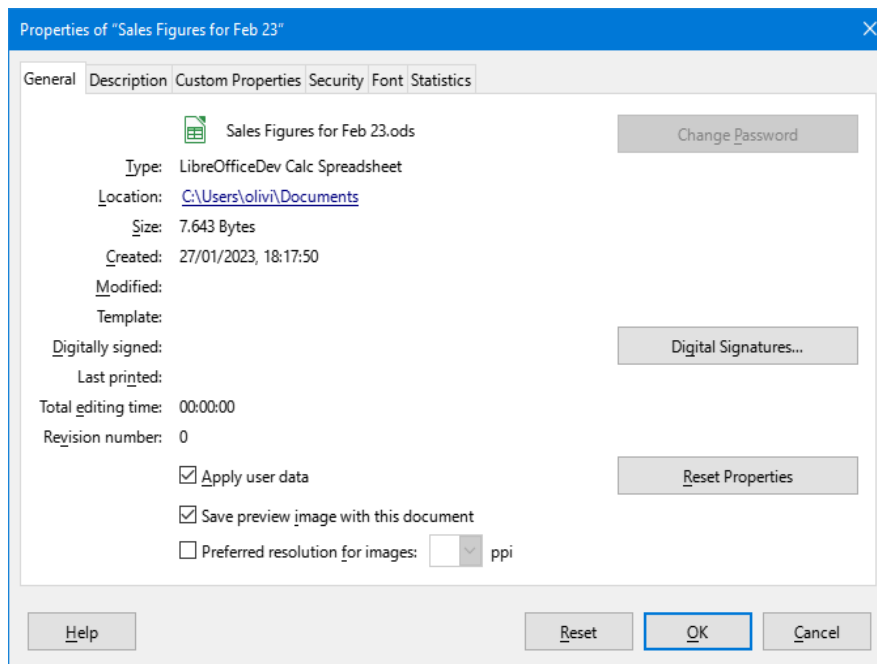 Properties of “Sales Figures for Feb 23”
General Description Custom Properties Security Font Statistics
Sales Figures for Feb 23.ods
Change Password
Type: LibreOfficeDev Calc Spreadsheet
Location: C:\Users\olivi\Documents
Size: 7.643 Bytes
Created: 27/01/2023, 18:17:50
Modified:
Template:
Digitally signed:
Digital Signatures...
Last printed:
Total editing time: 00:00:00
Revision number: 0
Apply user data
Reset Properties
Save preview image with this document
Preferred resolution for images: ppi
Help Reset OK Cancel